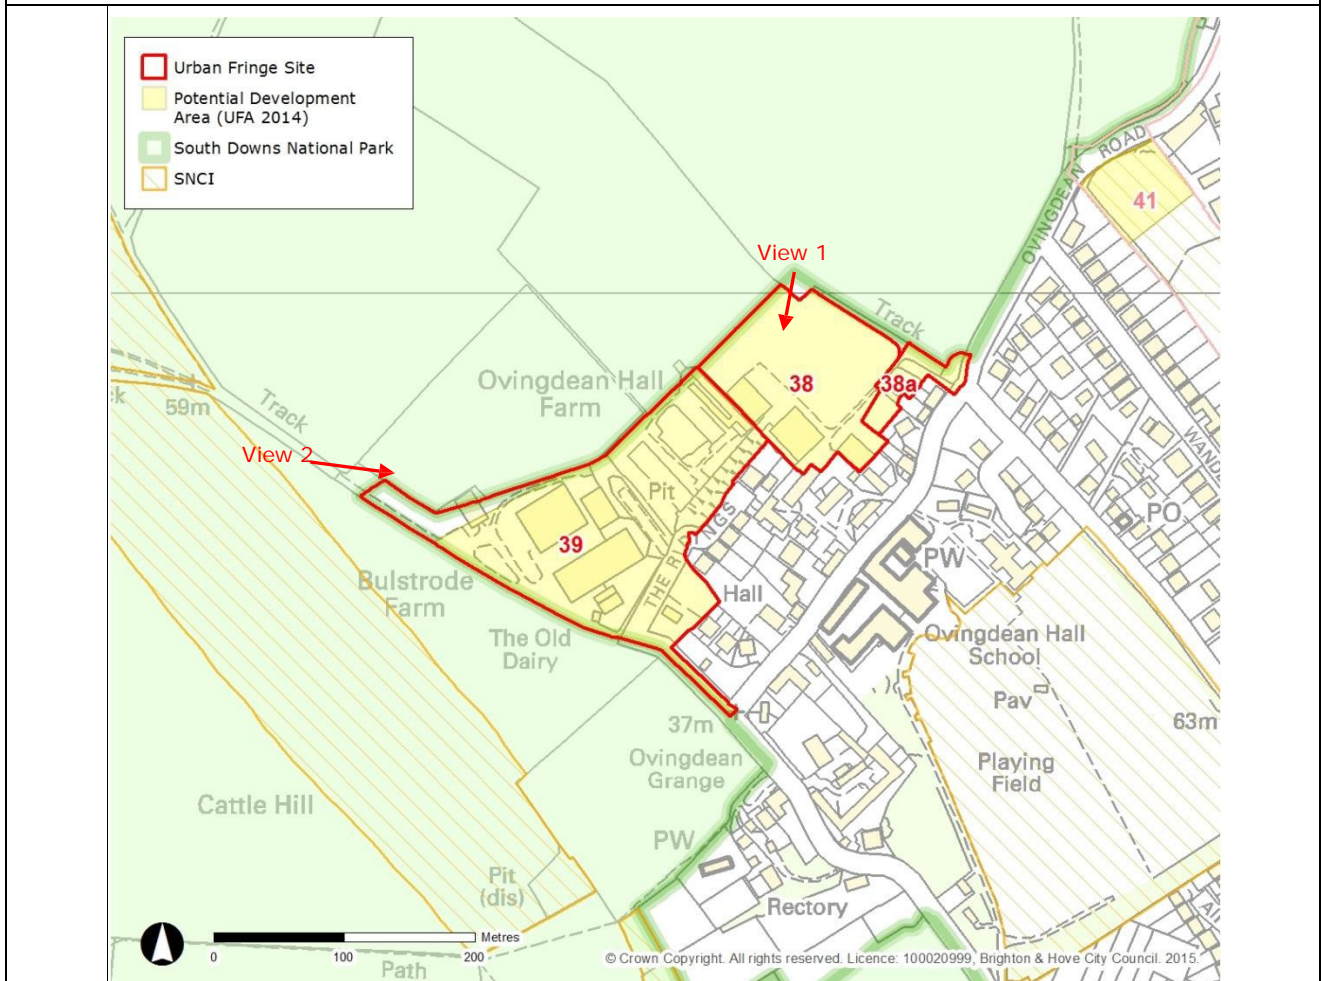 Urban Fringe Site
Potential Development
Area (UFA 2014)
South Downs National Park
SNCI
OVINGDEAN ROAD
41
View 1
Track
Ovingdean Hall
Farm
38
38a
59m
Track
View 2
Pit
39
PO
PW
THE
NGS
Hall
Bulstrode
Farm
The Old
Dairy
Ovingdean Hall
School
Pav
63m
37m
Ovingdean
Grange
Playing
Field
Cattle Hill
PW
Pit
(dis)
Rectory
Path
Metres
0 100 200
© Crown Copyright. All rights reserved. Licence: 100020999, Brighton & Hove City Council. 2015.